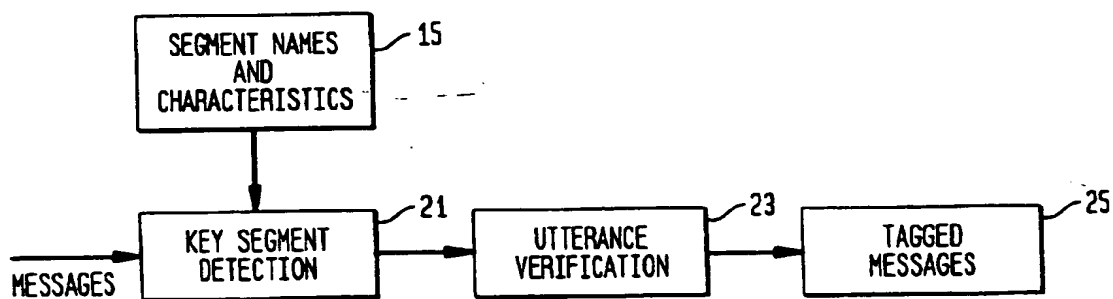 SEGMENT NAMES
AND
CHARACTERISTICS
15
MESSAGES
KEY SEGMENT
DETECTION
21
UTTERANCE
VERIFICATION
23
TAGGED
MESSAGES
25